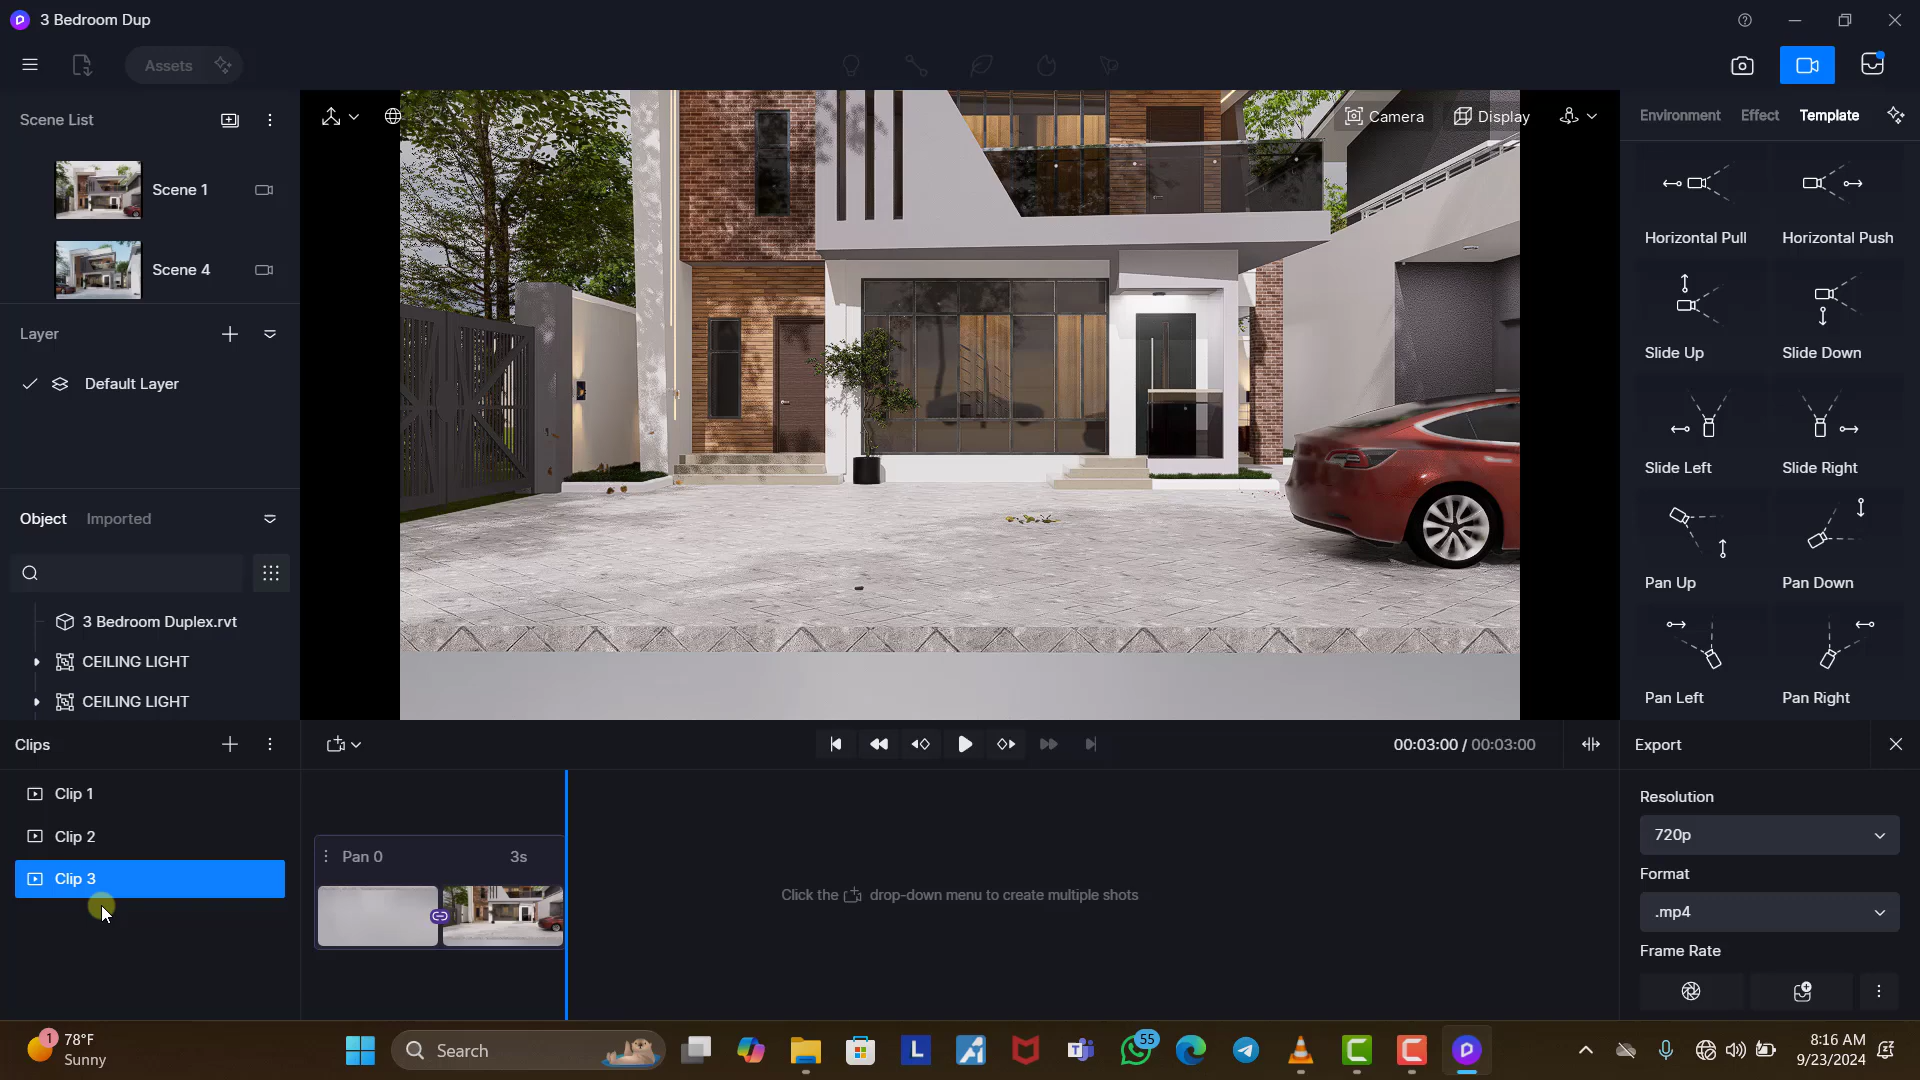 3 Bedroom Dup
Assets
Scene List
Scene 1
Scene 4
Layer
Default Layer
Object Imported
3 Bedroom Duplex.rvt
CEILING LIGHT
CEILING LIGHT
Camera Display
Environment Effect Template
Horizontal Pull Horizontal Push
Slide Up Slide Down
Slide Left Slide Right
Pan Up Pan Down
Pan Left Pan Right
Clips
Clip 1
Clip 2
Clip 3
00:03:00 / 00:03:00
Pan 0 3s
Click the drop-down menu to create multiple shots
Export
Resolution
720p
Format
.mp4
Frame Rate
1
78°F
Sunny
Search
L
55
8:16 AM
9/23/2024